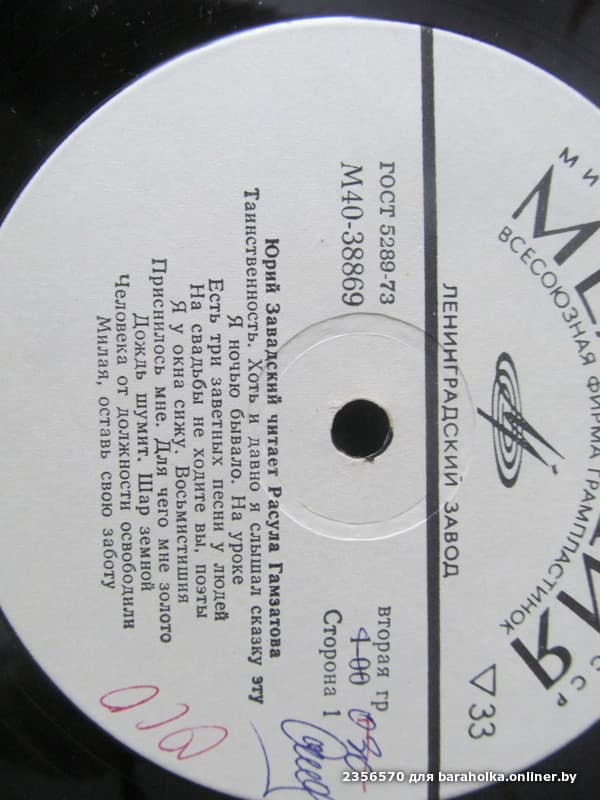 МЕ
ИЯ
ВСЕСОЮЗНАЯ ФИРМА ГРАМПЛАСТИНОК
▽33
ЛЕНИНГРАДСКИЙ ЗАВОД
ГОСТ 5289-73
М40-38869
вторая гр
1-00
Сторона 1
Юрий Завадский читает Расула Гамзатова
Таинственность. Хоть и давно я слышал сказку эту
Я ночью бывало. На уроке
Есть три заветных песни у людей
На свадьбы не ходите вы, поэты
Я у окна сижу. Восьмистишия
Приснилось мне. Для чего мне золото
Дождь шумит. Шар земной
Человека от должности освободили
Милая, оставь свою заботу
2356570 для baraholka.onliner.by